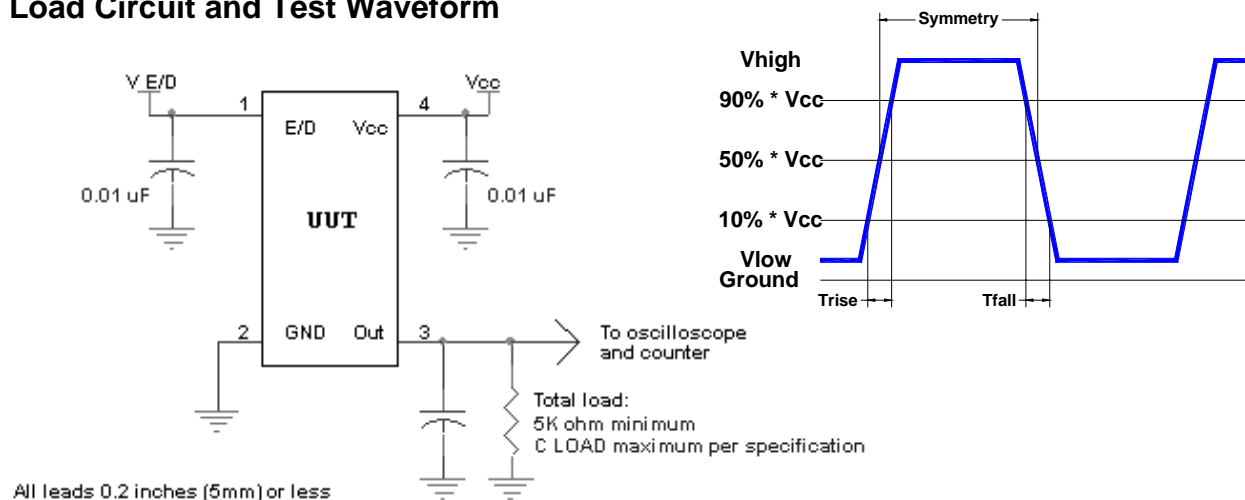 Load Circuit and Test Waveform
V E/D
Vcc
1
4
E/D
Vcc
0.01 uF
0.01 uF
UUT
2
GND
Out
3
To oscilloscope
and counter
Total load:
5K ohm minimum
C LOAD maximum per specification
All leads 0.2 inches (5mm) or less
Symmetry
Vhigh
90% * Vcc
50% * Vcc
10% * Vcc
Vlow
Ground
Trise
Tfall